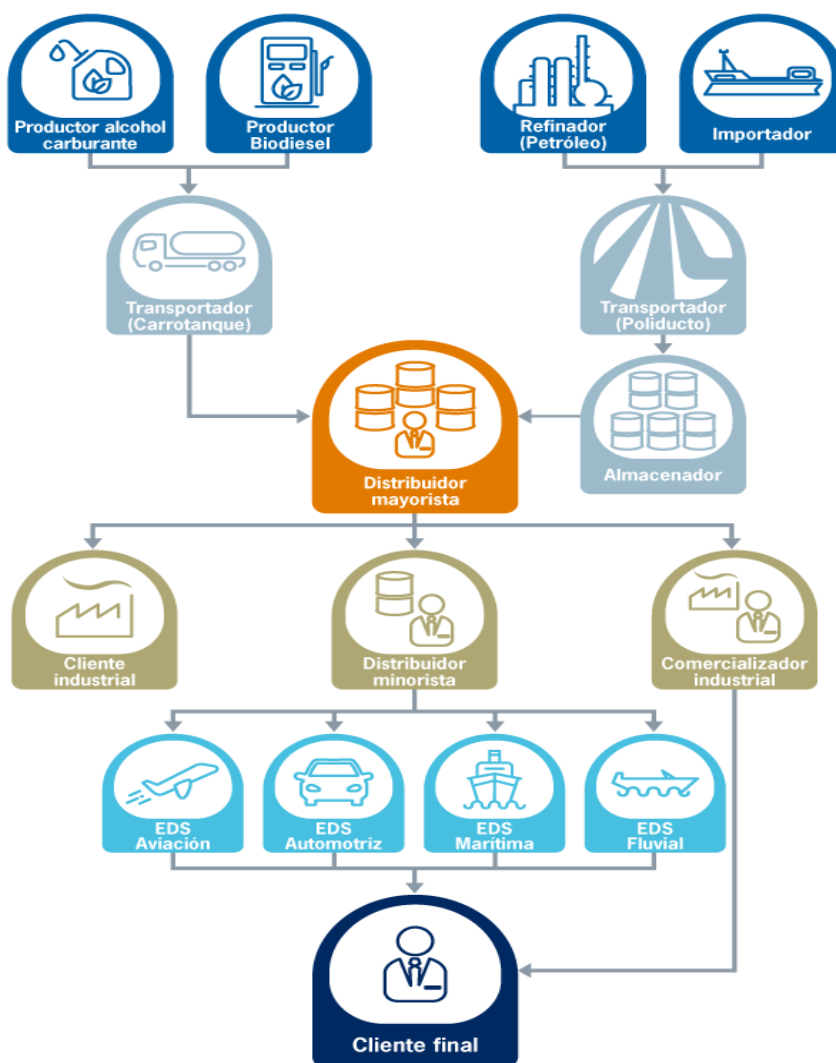 Productor alcohol
carburante
Productor
Biodiesel
Refinador
(Petróleo)
Importador
Transportador
(Carrotanque)
Transportador
(Poliducto)
Distribuidor
mayorista
Almacenador
Cliente
industrial
Distribuidor
minorista
Comercializador
industrial
EDS
Aviación
EDS
Automotriz
EDS
Marítima
EDS
Fluvial
Cliente final